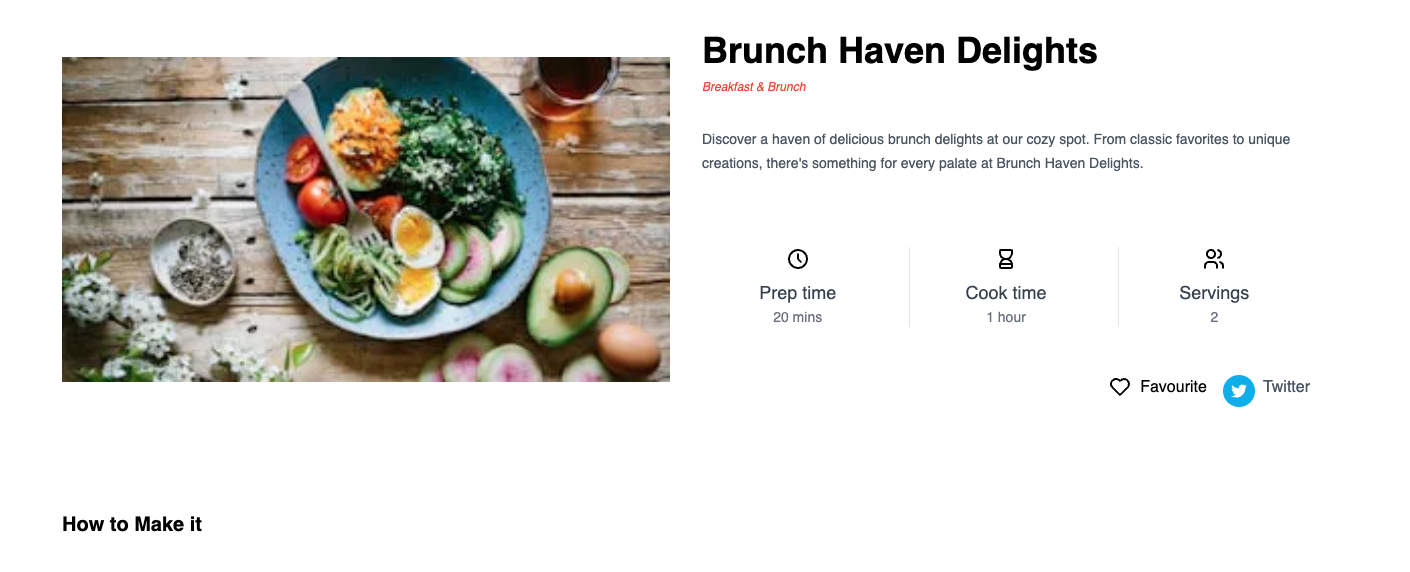 Brunch Haven Delights
Breakfast & Brunch
Discover a haven of delicious brunch delights at our cozy spot. From classic favorites to unique
creations, there's something for every palate at Brunch Haven Delights.
Prep time
20 mins
Cook time
1 hour
Servings
2
Favourite
Twitter
How to Make it